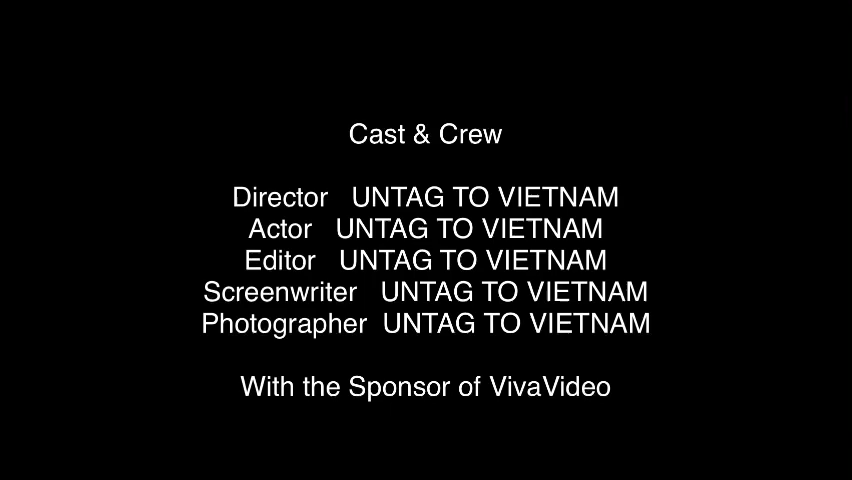 Cast & Crew
Director UNTAG TO VIETNAM
Actor UNTAG TO VIETNAM
Editor UNTAG TO VIETNAM
Screenwriter UNTAG TO VIETNAM
Photographer UNTAG TO VIETNAM
With the Sponsor of VivaVideo